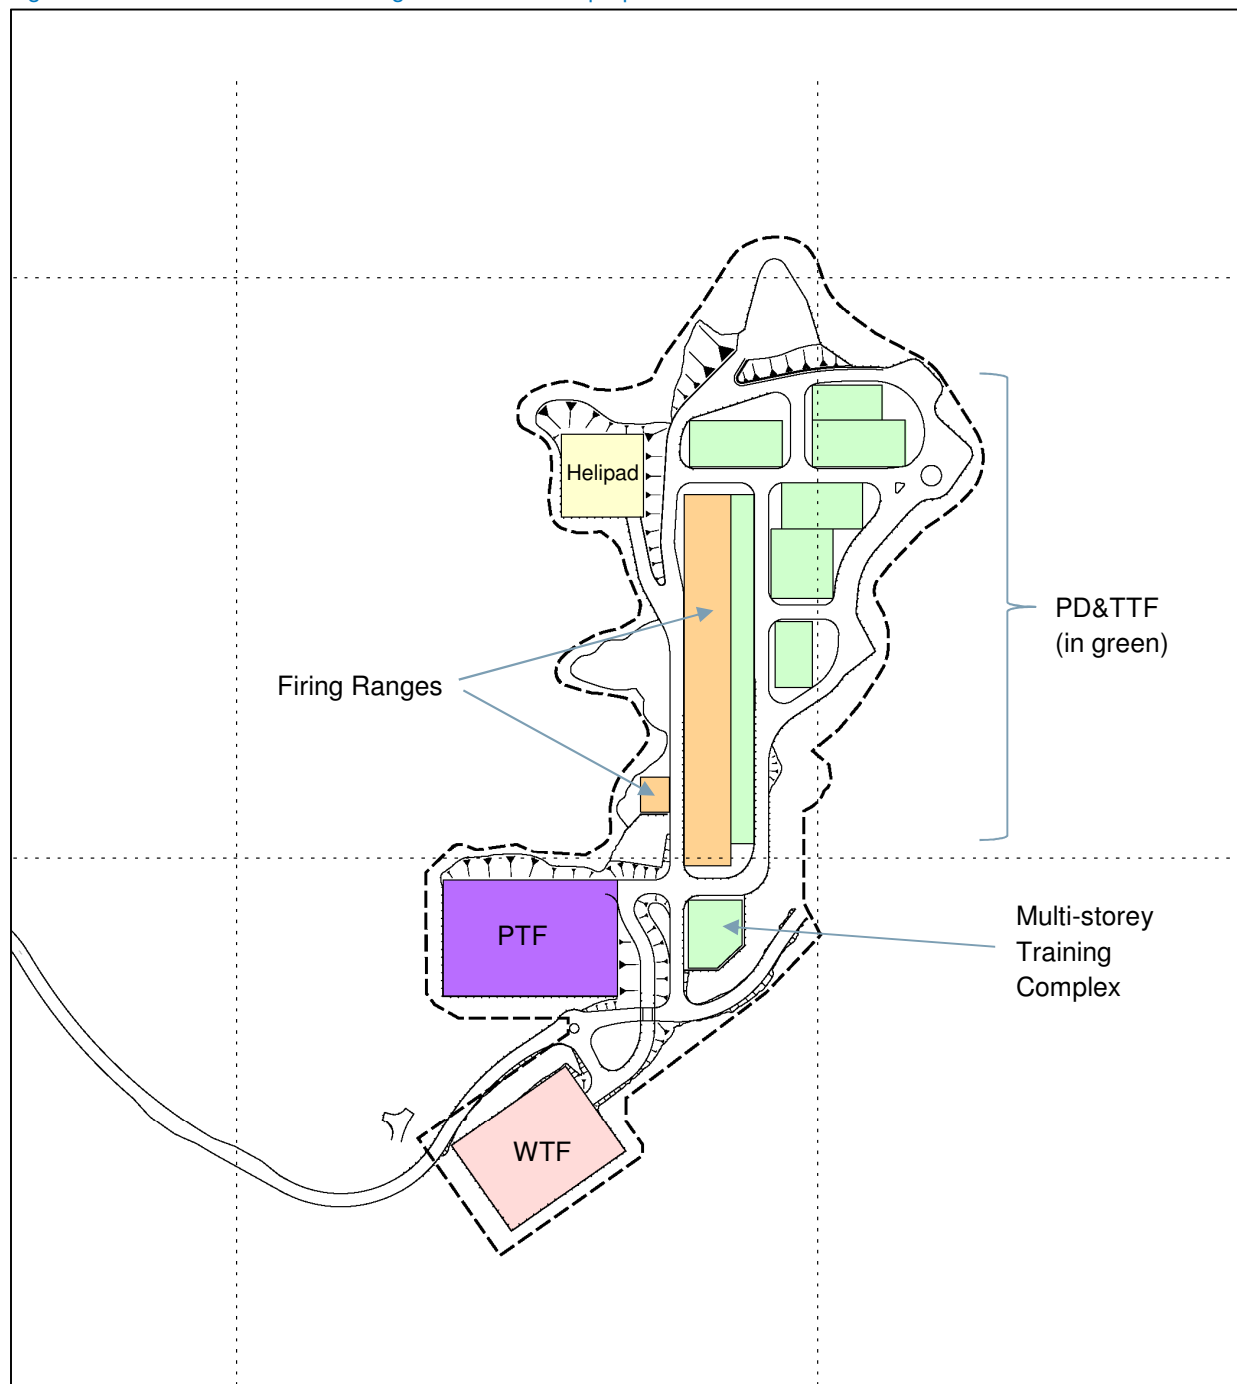 Helipad
PD&TTF
(in green)
Firing Ranges
PTF
Multi-storey
Training
Complex
WTF